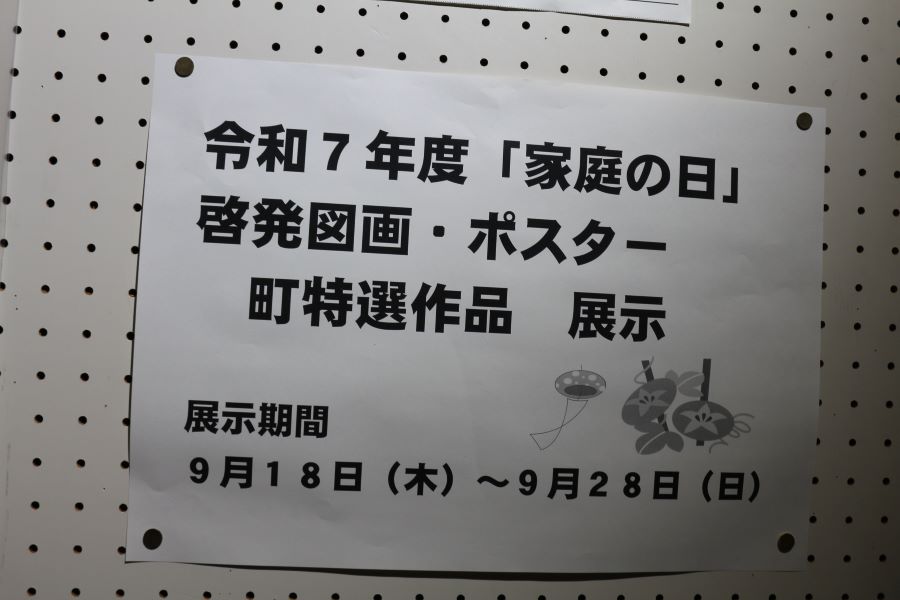 令和７年度「家庭の日」
啓発図画・ポスター
町特選作品　展示
展示期間
９月１８日（木）～９月２８日（日）